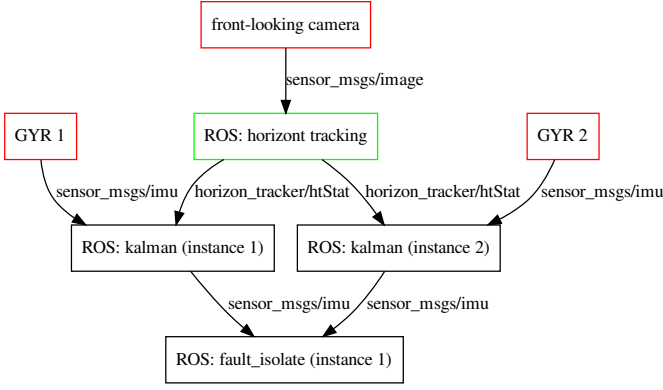 front-looking camera
sensor_msgs/image
GYR 1
ROS: horizont tracking
GYR 2
sensor_msgs/imu
horizon_tracker/htStat
horizon_tracker/htStat
sensor_msgs/imu
ROS: kalman (instance 1)
ROS: kalman (instance 2)
sensor_msgs/imu
sensor_msgs/imu
ROS: fault_isolate (instance 1)